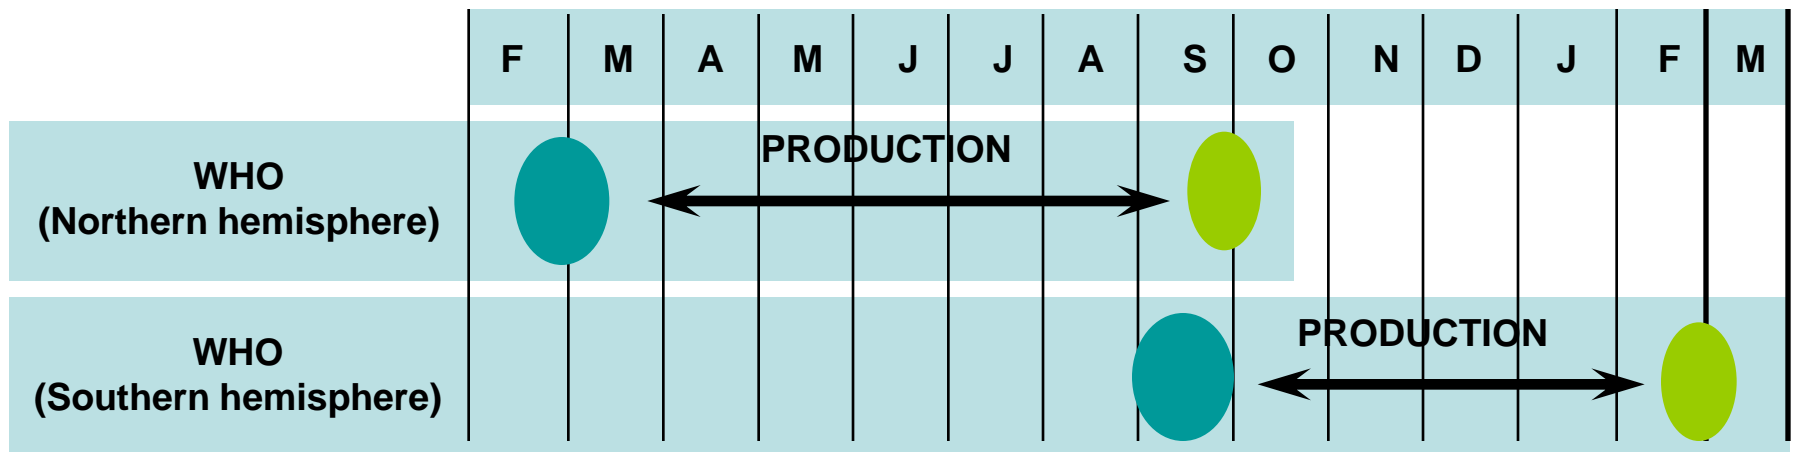 F M A M J J A S O N D J F M
PRODUCTION
WHO
(Northern hemisphere)
PRODUCTION
WHO
(Southern hemisphere)